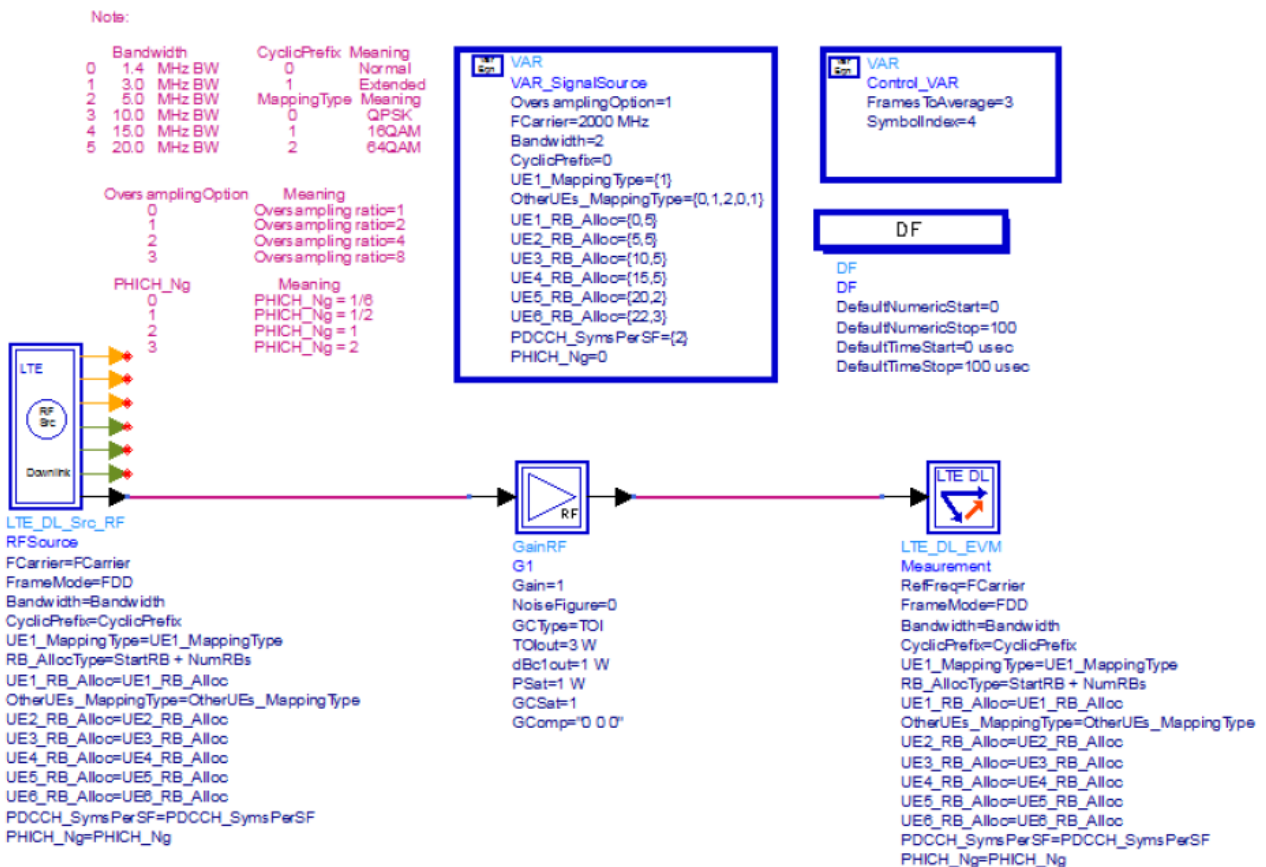 Note:
Bandwidth CyclicPrefix Meaning
0 1.4 MHz BW 0 Normal
1 3.0 MHz BW 1 Extended
2 5.0 MHz BW MappingType Meaning
3 10.0 MHz BW 0 QPSK
4 15.0 MHz BW 1 16QAM
5 20.0 MHz BW 2 64QAM
OversamplingOption Meaning
0 Oversampling ratio=1
1 Oversampling ratio=2
2 Oversampling ratio=4
3 Oversampling ratio=8
PHICH_Ng Meaning
0 PHICH_Ng = 1/6
1 PHICH_Ng = 1/2
2 PHICH_Ng = 1
3 PHICH_Ng = 2
Var
Eqn
VAR
VAR_SignalSource
OversamplingOption=1
FCarrier=2000 MHz
Bandwidth=2
CyclicPrefix=0
UE1_MappingType={1}
OtherUEs_MappingType={0,1,2,0,1}
UE1_RB_Alloc={0,5}
UE2_RB_Alloc={5,5}
UE3_RB_Alloc={10,5}
UE4_RB_Alloc={15,5}
UE5_RB_Alloc={20,2}
UE6_RB_Alloc={22,3}
PDCCH_SymsPerSF={2}
PHICH_Ng=0
Var
Eqn
VAR
Control_VAR
FramesToAverage=3
SymbolIndex=4
DF
DF
DF
DefaultNumericStart=0
DefaultNumericStop=100
DefaultTimeStart=0 usec
DefaultTimeStop=100 usec
LTE
RF
Src
Downlink
LTE_DL_Src_RF
RFSource
FCarrier=FCarrier
FrameMode=FDD
Bandwidth=Bandwidth
CyclicPrefix=CyclicPrefix
UE1_MappingType=UE1_MappingType
RB_AllocType=StartRB + NumRBs
UE1_RB_Alloc=UE1_RB_Alloc
OtherUEs_MappingType=OtherUEs_MappingType
UE2_RB_Alloc=UE2_RB_Alloc
UE3_RB_Alloc=UE3_RB_Alloc
UE4_RB_Alloc=UE4_RB_Alloc
UE5_RB_Alloc=UE5_RB_Alloc
UE6_RB_Alloc=UE6_RB_Alloc
PDCCH_SymsPerSF=PDCCH_SymsPerSF
PHICH_Ng=PHICH_Ng
RF
GainRF
G1
Gain=1
NoiseFigure=0
GCType=TOI
TOIout=3 W
dBc1out=1 W
PSat=1 W
GCSat=1
GComp="0 0 0"
LTE DL
LTE_DL_EVM
Meaurement
RefFreq=FCarrier
FrameMode=FDD
Bandwidth=Bandwidth
CyclicPrefix=CyclicPrefix
UE1_MappingType=UE1_MappingType
RB_AllocType=StartRB + NumRBs
UE1_RB_Alloc=UE1_RB_Alloc
OtherUEs_MappingType=OtherUEs_MappingType
UE2_RB_Alloc=UE2_RB_Alloc
UE3_RB_Alloc=UE3_RB_Alloc
UE4_RB_Alloc=UE4_RB_Alloc
UE5_RB_Alloc=UE5_RB_Alloc
UE6_RB_Alloc=UE6_RB_Alloc
PDCCH_SymsPerSF=PDCCH_SymsPerSF
PHICH_Ng=PHICH_Ng